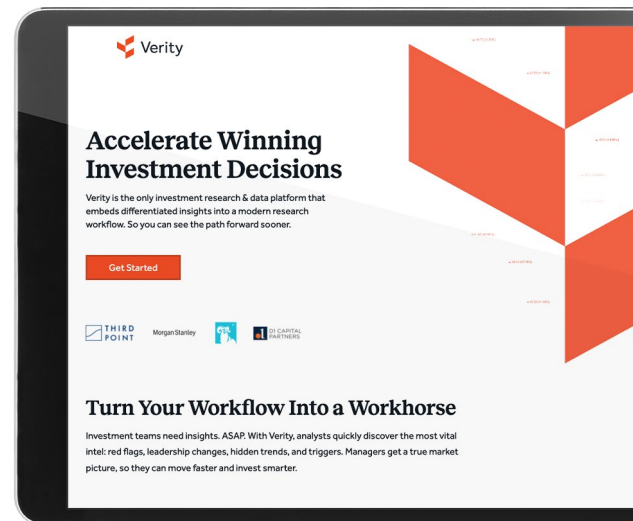 Verity
Accelerate Winning
Investment Decisions
Verity is the only investment research & data platform that
embeds differentiated insights into a modern research
workflow. So you can see the path forward sooner.
Get Started
THIRD
POINT
Morgan Stanley
D1 CAPITAL
PARTNERS
Turn Your Workflow Into a Workhorse
Investment teams need insights. ASAP. With Verity, analysts quickly discover the most vital
intel: red flags, leadership changes, hidden trends, and triggers. Managers get a true market
picture, so they can move faster and invest smarter.